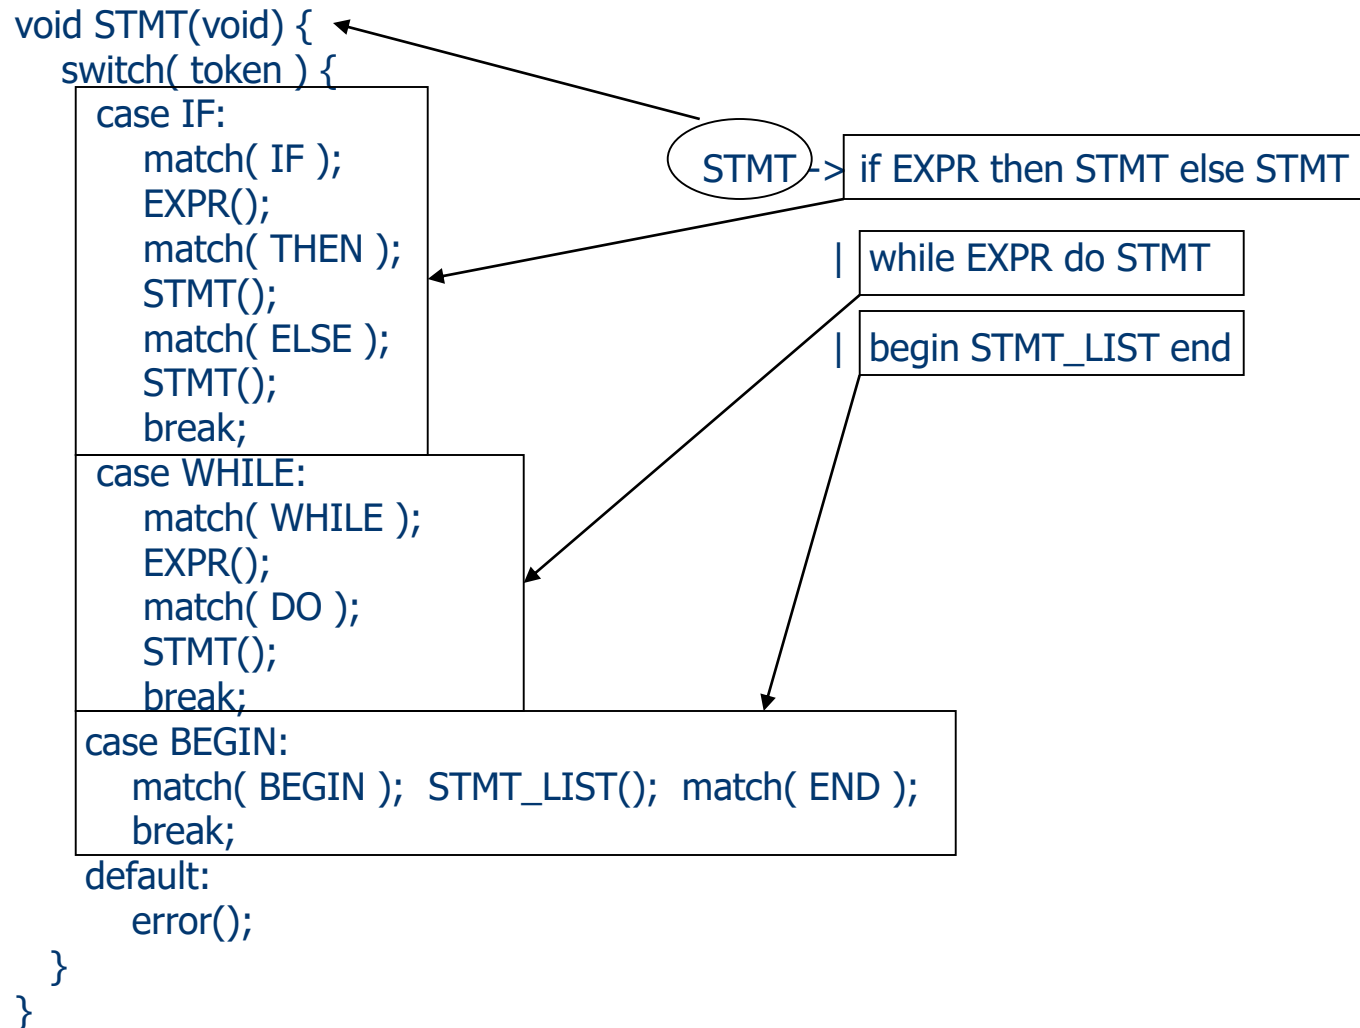 void STMT(void) {
switch( token ) {
case IF:
match( IF );
EXPR();
match( THEN );
STMT();
match( ELSE );
STMT();
break;
case WHILE:
match( WHILE );
EXPR();
match( DO );
STMT();
break;
case BEGIN:
match( BEGIN ); STMT_LIST(); match( END );
break;
default:
error();
}
}
STMT -> if EXPR then STMT else STMT
| while EXPR do STMT
| begin STMT_LIST end